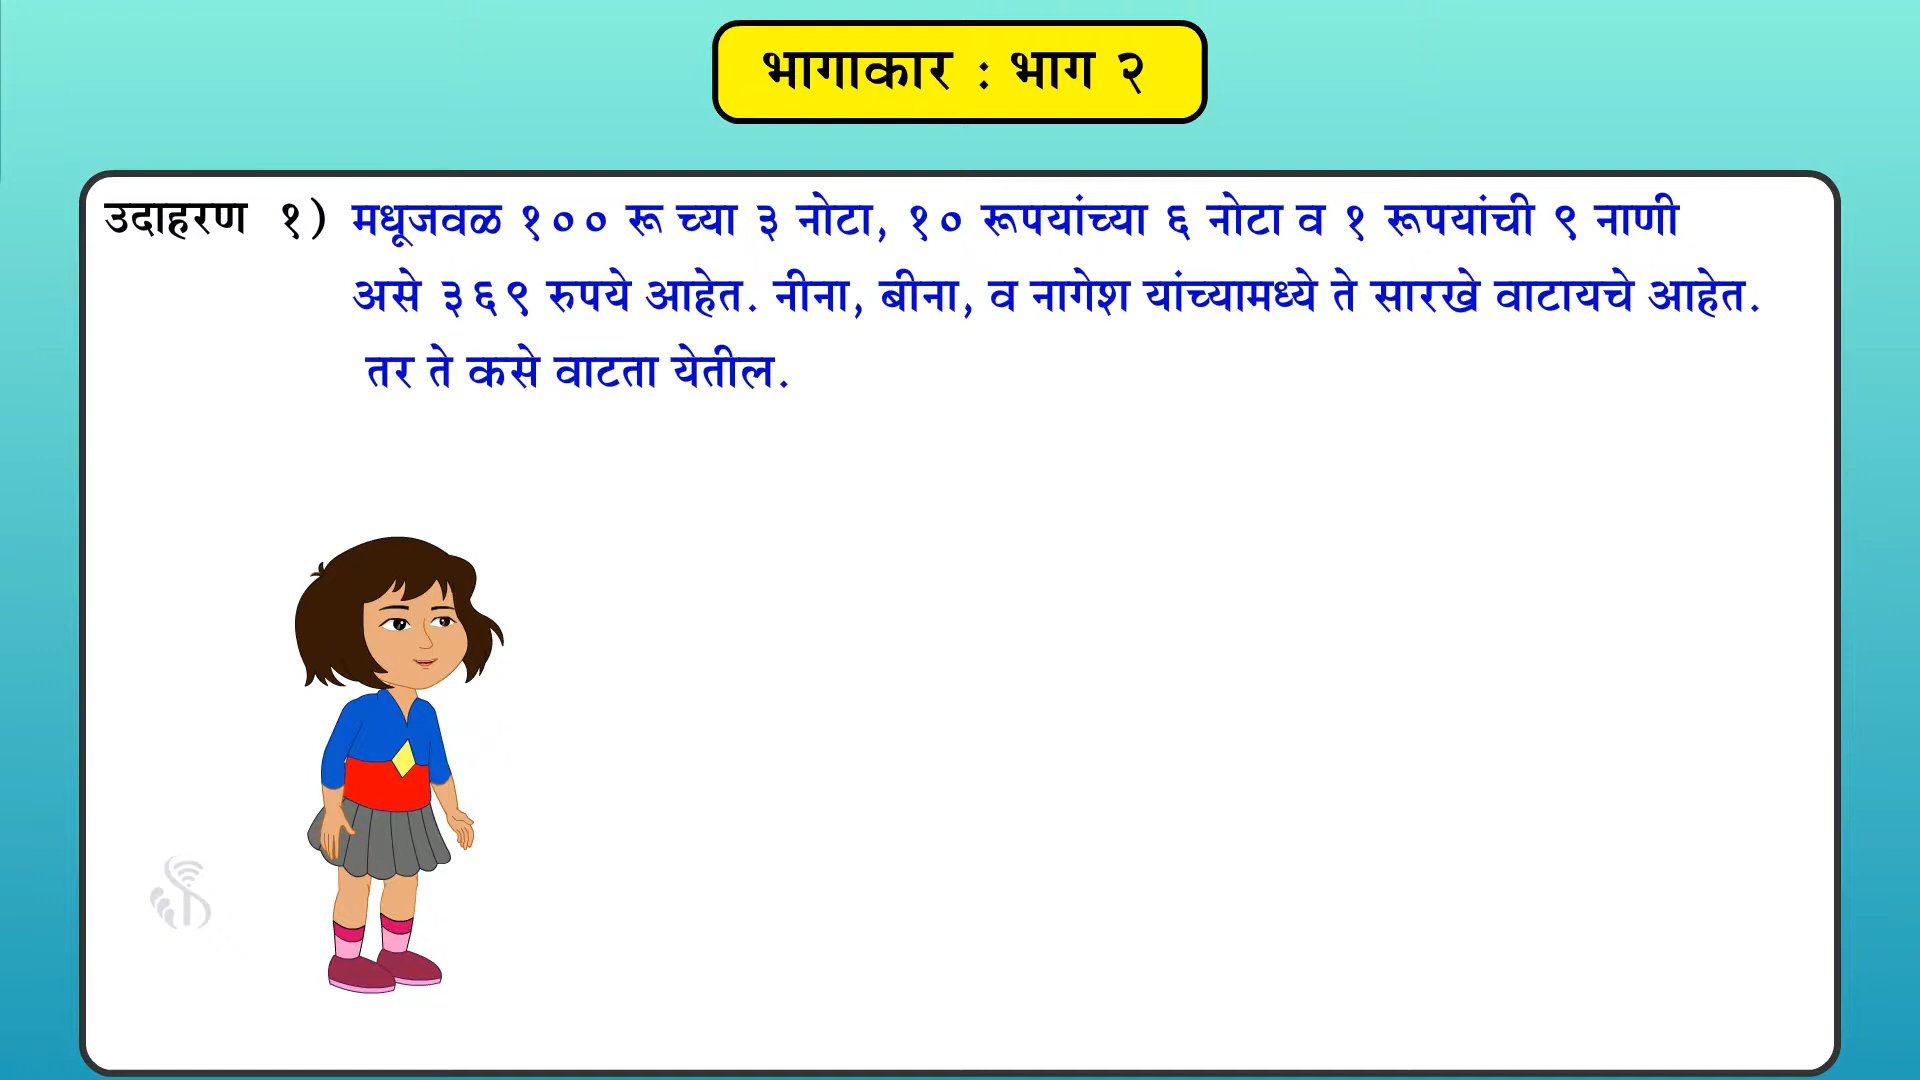 भागाकार : भाग २
उदाहरण १) मधूजवळ १०० रू च्या ३ नोटा, १० रूपयांच्या ६ नोटा व १ रूपयांची ९ नाणी
असे ३६९ रुपये आहेत. नीना, बीना, व नागेश यांच्यामध्ये ते सारखे वाटायचे आहेत.
तर ते कसे वाटता येतील.